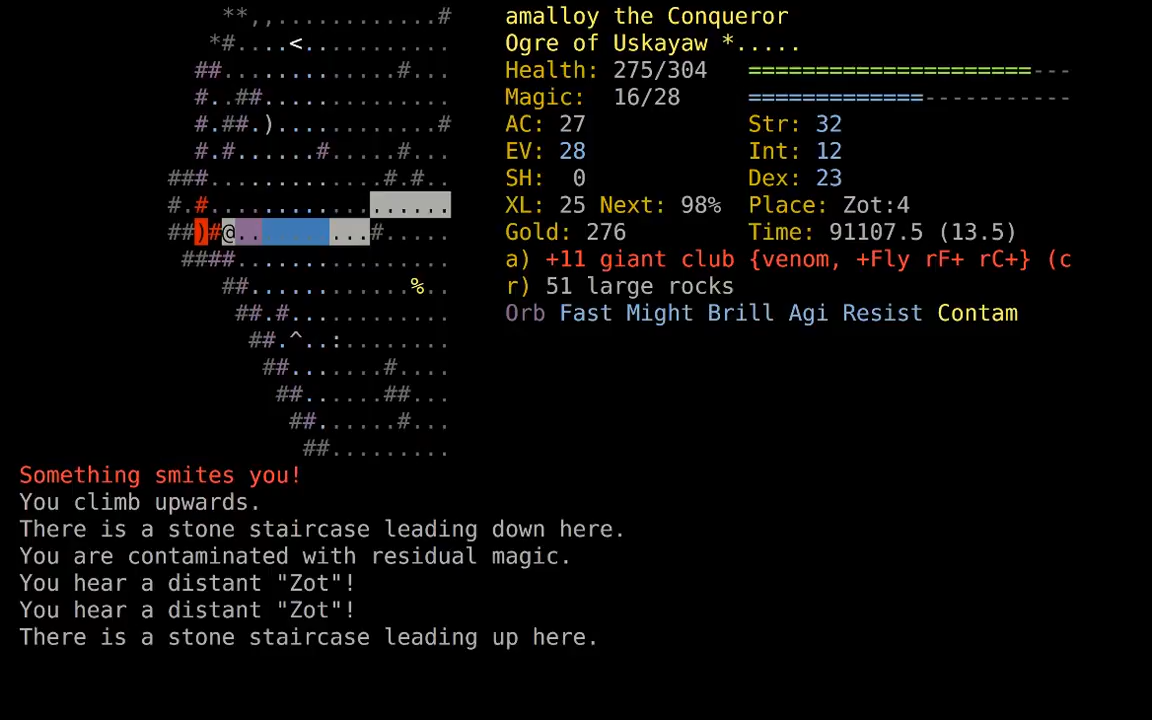 **,,...........#
amalloy the Conqueror
*#....<..........
Ogre of Uskayaw *.....
##.............#...
Health: 275/304 =====================---
#..##..............
Magic: 16/28 =============-----------
#.##.)............#
AC: 27 Str: 32
#.#......#.....#...
EV: 28 Int: 12
###.............#.#..
SH: 0 Dex: 23
#.#..................
XL: 25 Next: 98% Place: Zot:4
##)#@..........#.....
Gold: 276 Time: 91107.5 (13.5)
####................
a) +11 giant club {venom, +Fly rF+ rC+} (c
##............%..
r) 51 large rocks
##.#............
Orb Fast Might Brill Agi Resist Contam
##.^..:........
##.......#....
##......##...
##......#...
##.........
Something smites you!
You climb upwards.
There is a stone staircase leading down here.
You are contaminated with residual magic.
You hear a distant "Zot"!
You hear a distant "Zot"!
There is a stone staircase leading up here.